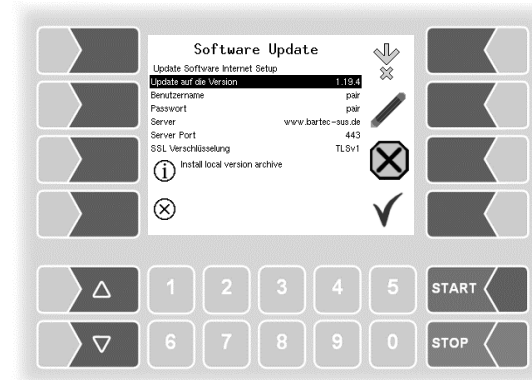 Software Update
Update Software Internet Setup
Update auf die Version 1.19.4
Benutzername pair
Passwort pair
Server www.bartec-sus.de
Server Port 443
SSL Verschlüsselung TLSv1
i Install local version archive
1 2 3 4 5 START
6 7 8 9 0 STOP